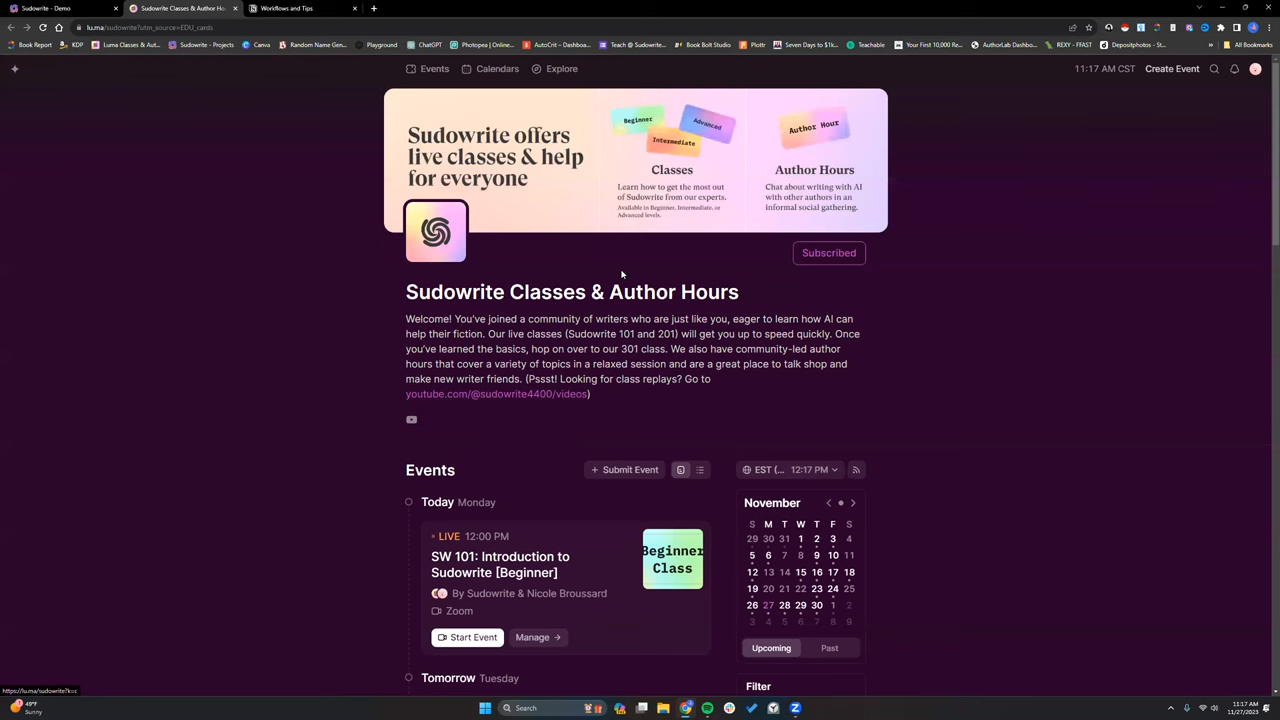 Sudowrite - Demo
Sudowrite Classes & Author Ho...
Workflows and Tips
lu.ma/sudowrite?utm_source=EDU_cards
Book Report
KDP
Luma Classes & Aut...
Sudowrite - Projects
Canva
Random Name Gen...
Playground
ChatGPT
Photopea | Online...
AutoCrit – Dashboa...
Teach @ Sudowrite...
Book Bolt Studio
Plottr
Seven Days to $1k...
Teachable
Your First 10,000 Re...
AuthorLab Dashbo...
REXY - FFAST
Depositphotos - St...
All Bookmarks
Events
Calendars
Explore
11:17 AM CST
Create Event
Sudowrite offers
live classes & help
for everyone
Beginner
Advanced
Intermediate
Classes
Learn how to get the most out
of Sudowrite from our experts.
Available in Beginner, Intermediate, or
Advanced levels.
Author Hour
Author Hours
Chat about writing with AI
with other authors in an
informal social gathering.
Subscribed
Sudowrite Classes & Author Hours
Welcome! You've joined a community of writers who are just like you, eager to learn how AI can
help their fiction. Our live classes (Sudowrite 101 and 201) will get you up to speed quickly. Once
you've learned the basics, hop on over to our 301 class. We also have community-led author
hours that cover a variety of topics in a relaxed session and are a great place to talk shop and
make new writer friends. (Pssst! Looking for class replays? Go to
youtube.com/@sudowrite4400/videos)
Events
+ Submit Event
EST (... 12:17 PM
Today Monday
LIVE 12:00 PM
SW 101: Introduction to
Sudowrite [Beginner]
By Sudowrite & Nicole Broussard
Zoom
Start Event
Manage →
Beginner
Class
Tomorrow Tuesday
November
S M T W T F S
29 30 31 1 2 3 4
5 6 7 8 9 10 11
12 13 14 15 16 17 18
19 20 21 22 23 24 25
26 27 28 29 30 1 2
3 4 5 6 7 8 9
Upcoming
Past
Filter
https://lu.ma/sudowrite?k=c
49°F
Sunny
Search
11:17 AM
11/27/2023